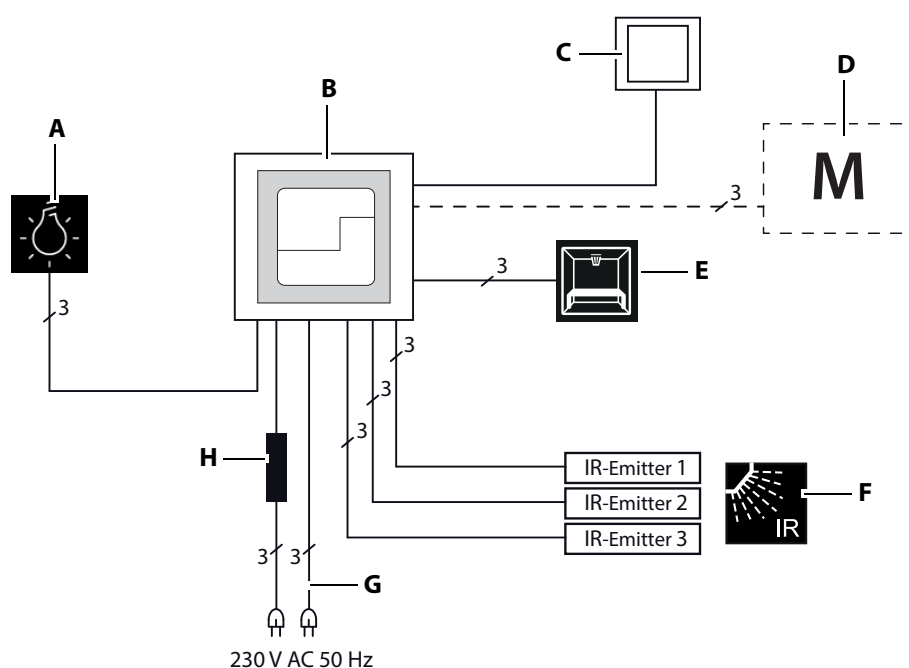 C
D
B
A
M
3
E
3
3
3
3
3
H
IR-Emitter 1
IR-Emitter 2
IR-Emitter 3
IR
F
3
3
G
230 V AC 50 Hz